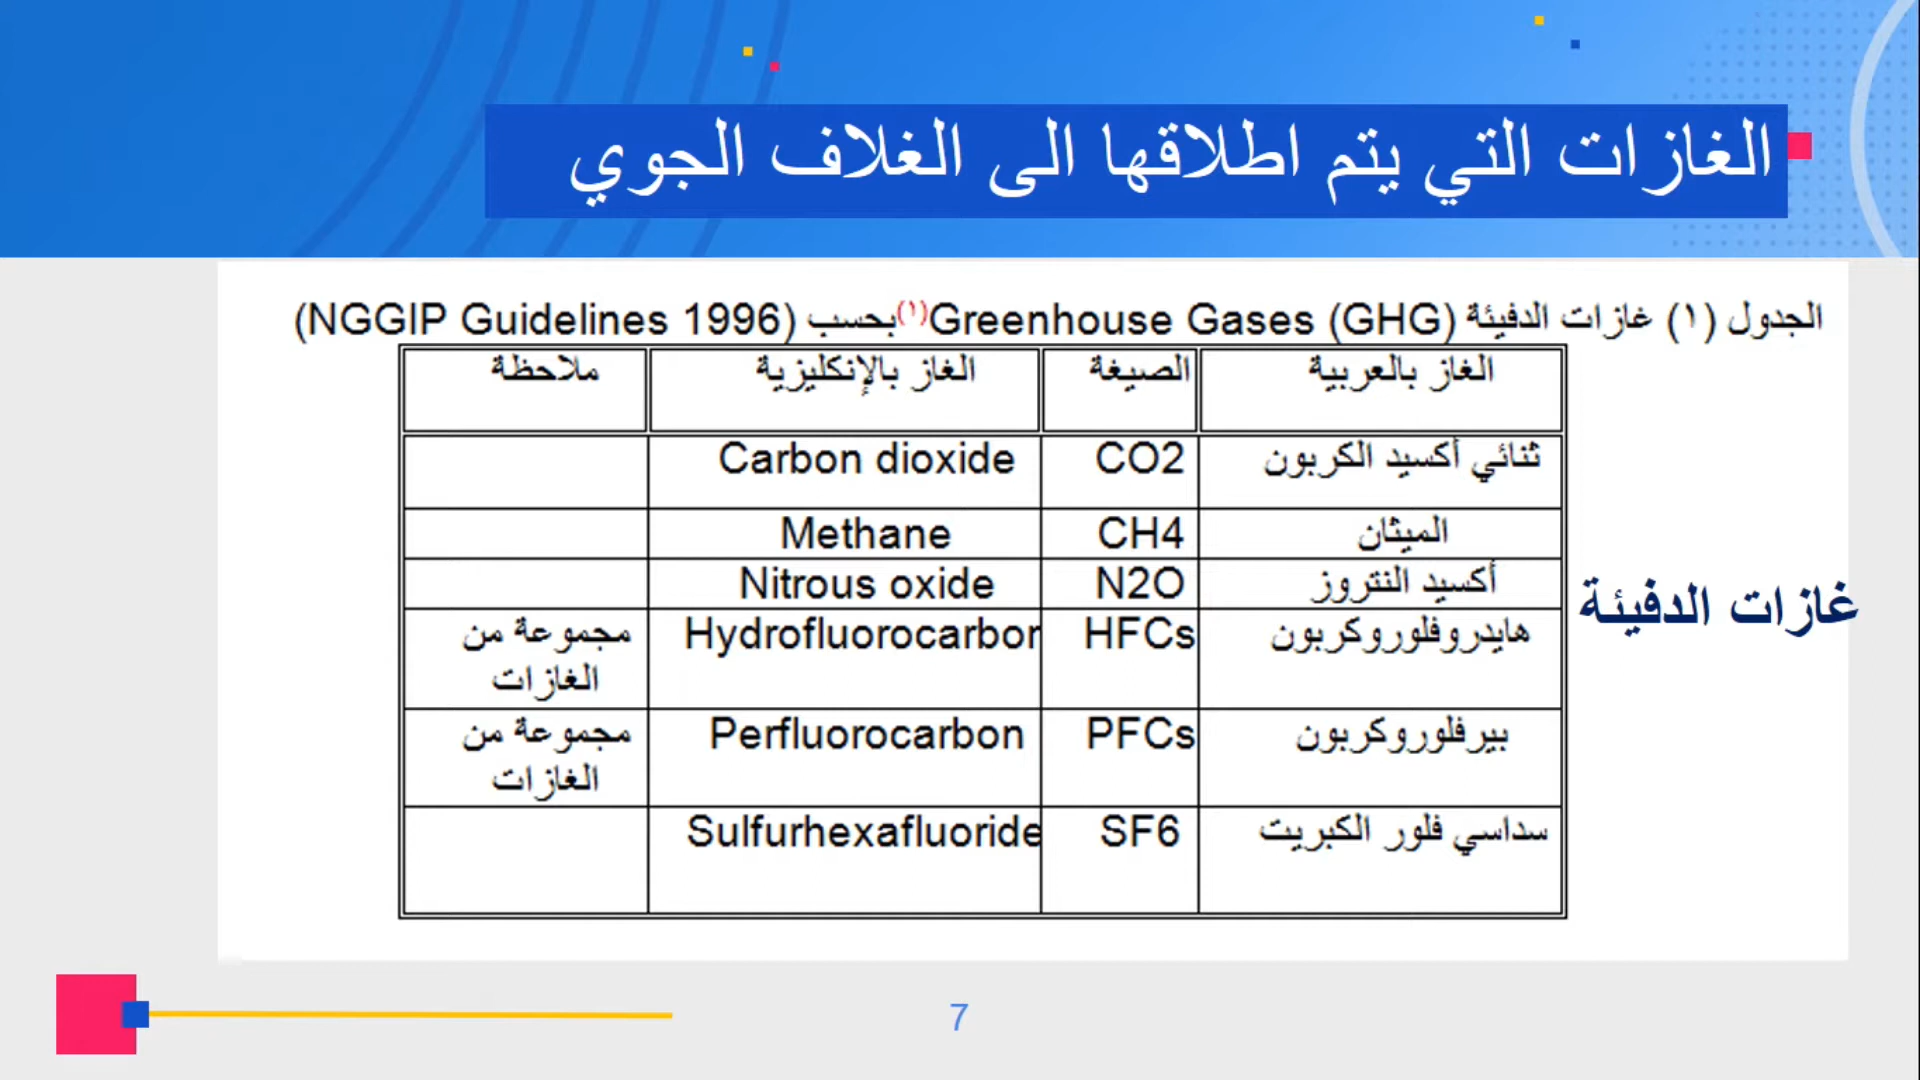 الغازات التي يتم اطلاقها الى الغلاف الجوي
الجدول (١) غازات الدفيئة Greenhouse Gases (GHG)(١) بحسب (NGGIP Guidelines 1996)
الغاز بالعربية الصيغة الغاز بالإنكليزية ملاحظة
ثنائي أكسيد الكربون CO2 Carbon dioxide
الميثان CH4 Methane
أكسيد النتروز N2O Nitrous oxide
غازات الدفيئة
هايدروفلوروكربون HFCs Hydrofluorocarbon مجموعة من
الغازات
بيرفلوروكربون PFCs Perfluorocarbon مجموعة من
الغازات
سداسي فلور الكبريت SF6 Sulfurhexafluoride
7